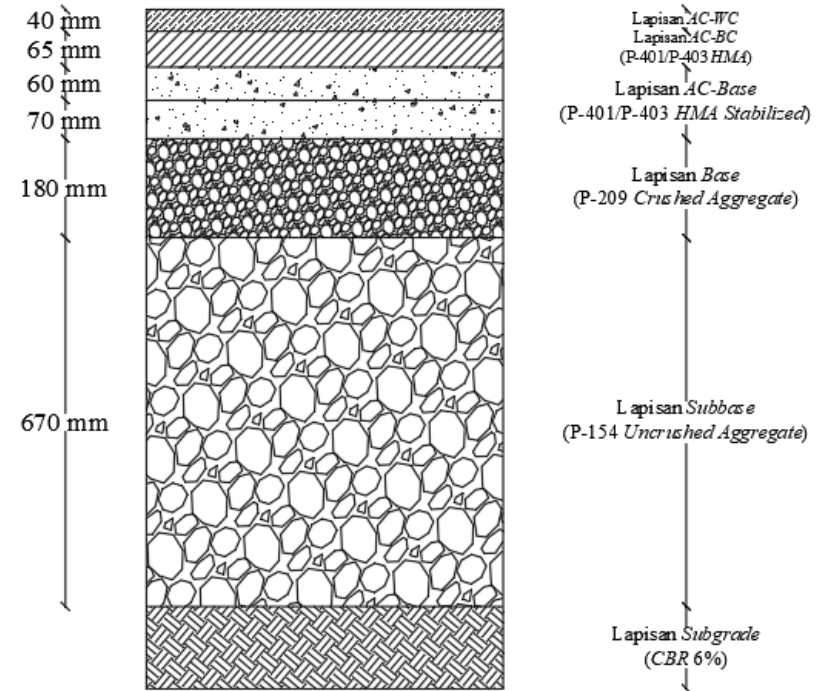 40 mm
65 mm
60 mm
70 mm
180 mm
670 mm
Lapisan AC-WC
Lapisan AC-BC
(P-401/P-403 HMA)
Lapisan AC-Base
(P-401/P-403 HMA Stabilized)
Lapisan Base
(P-209 Crushed Aggregate)
Lapisan Subbase
(P-154 Uncrushed Aggregate)
Lapisan Subgrade
(CBR 6%)